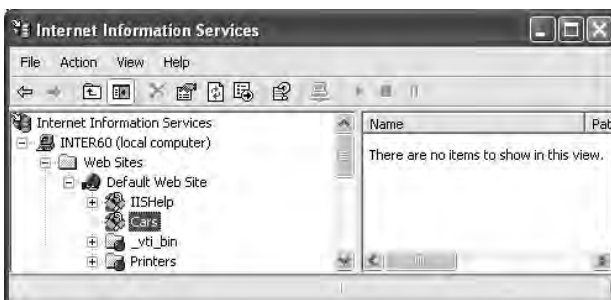 Internet Information Services
File Action View Help
Internet Information Services
INTER60 (local computer)
Web Sites
Default Web Site
IISHelp
Cars
_vti_bin
Printers
Name Pat
There are no items to show in this view.